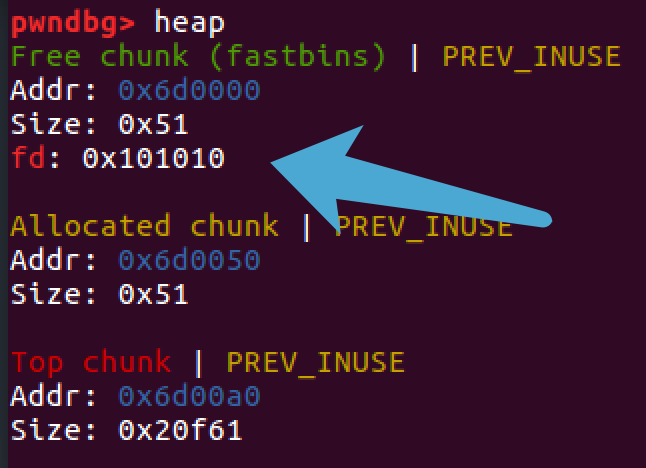 pwndbg> heap
Free chunk (fastbins) | PREV_INUSE
Addr: 0x6d0000
Size: 0x51
fd: 0x101010
Allocated chunk | PREV_INUSE
Addr: 0x6d0050
Size: 0x51
Top chunk | PREV_INUSE
Addr: 0x6d00a0
Size: 0x20f61